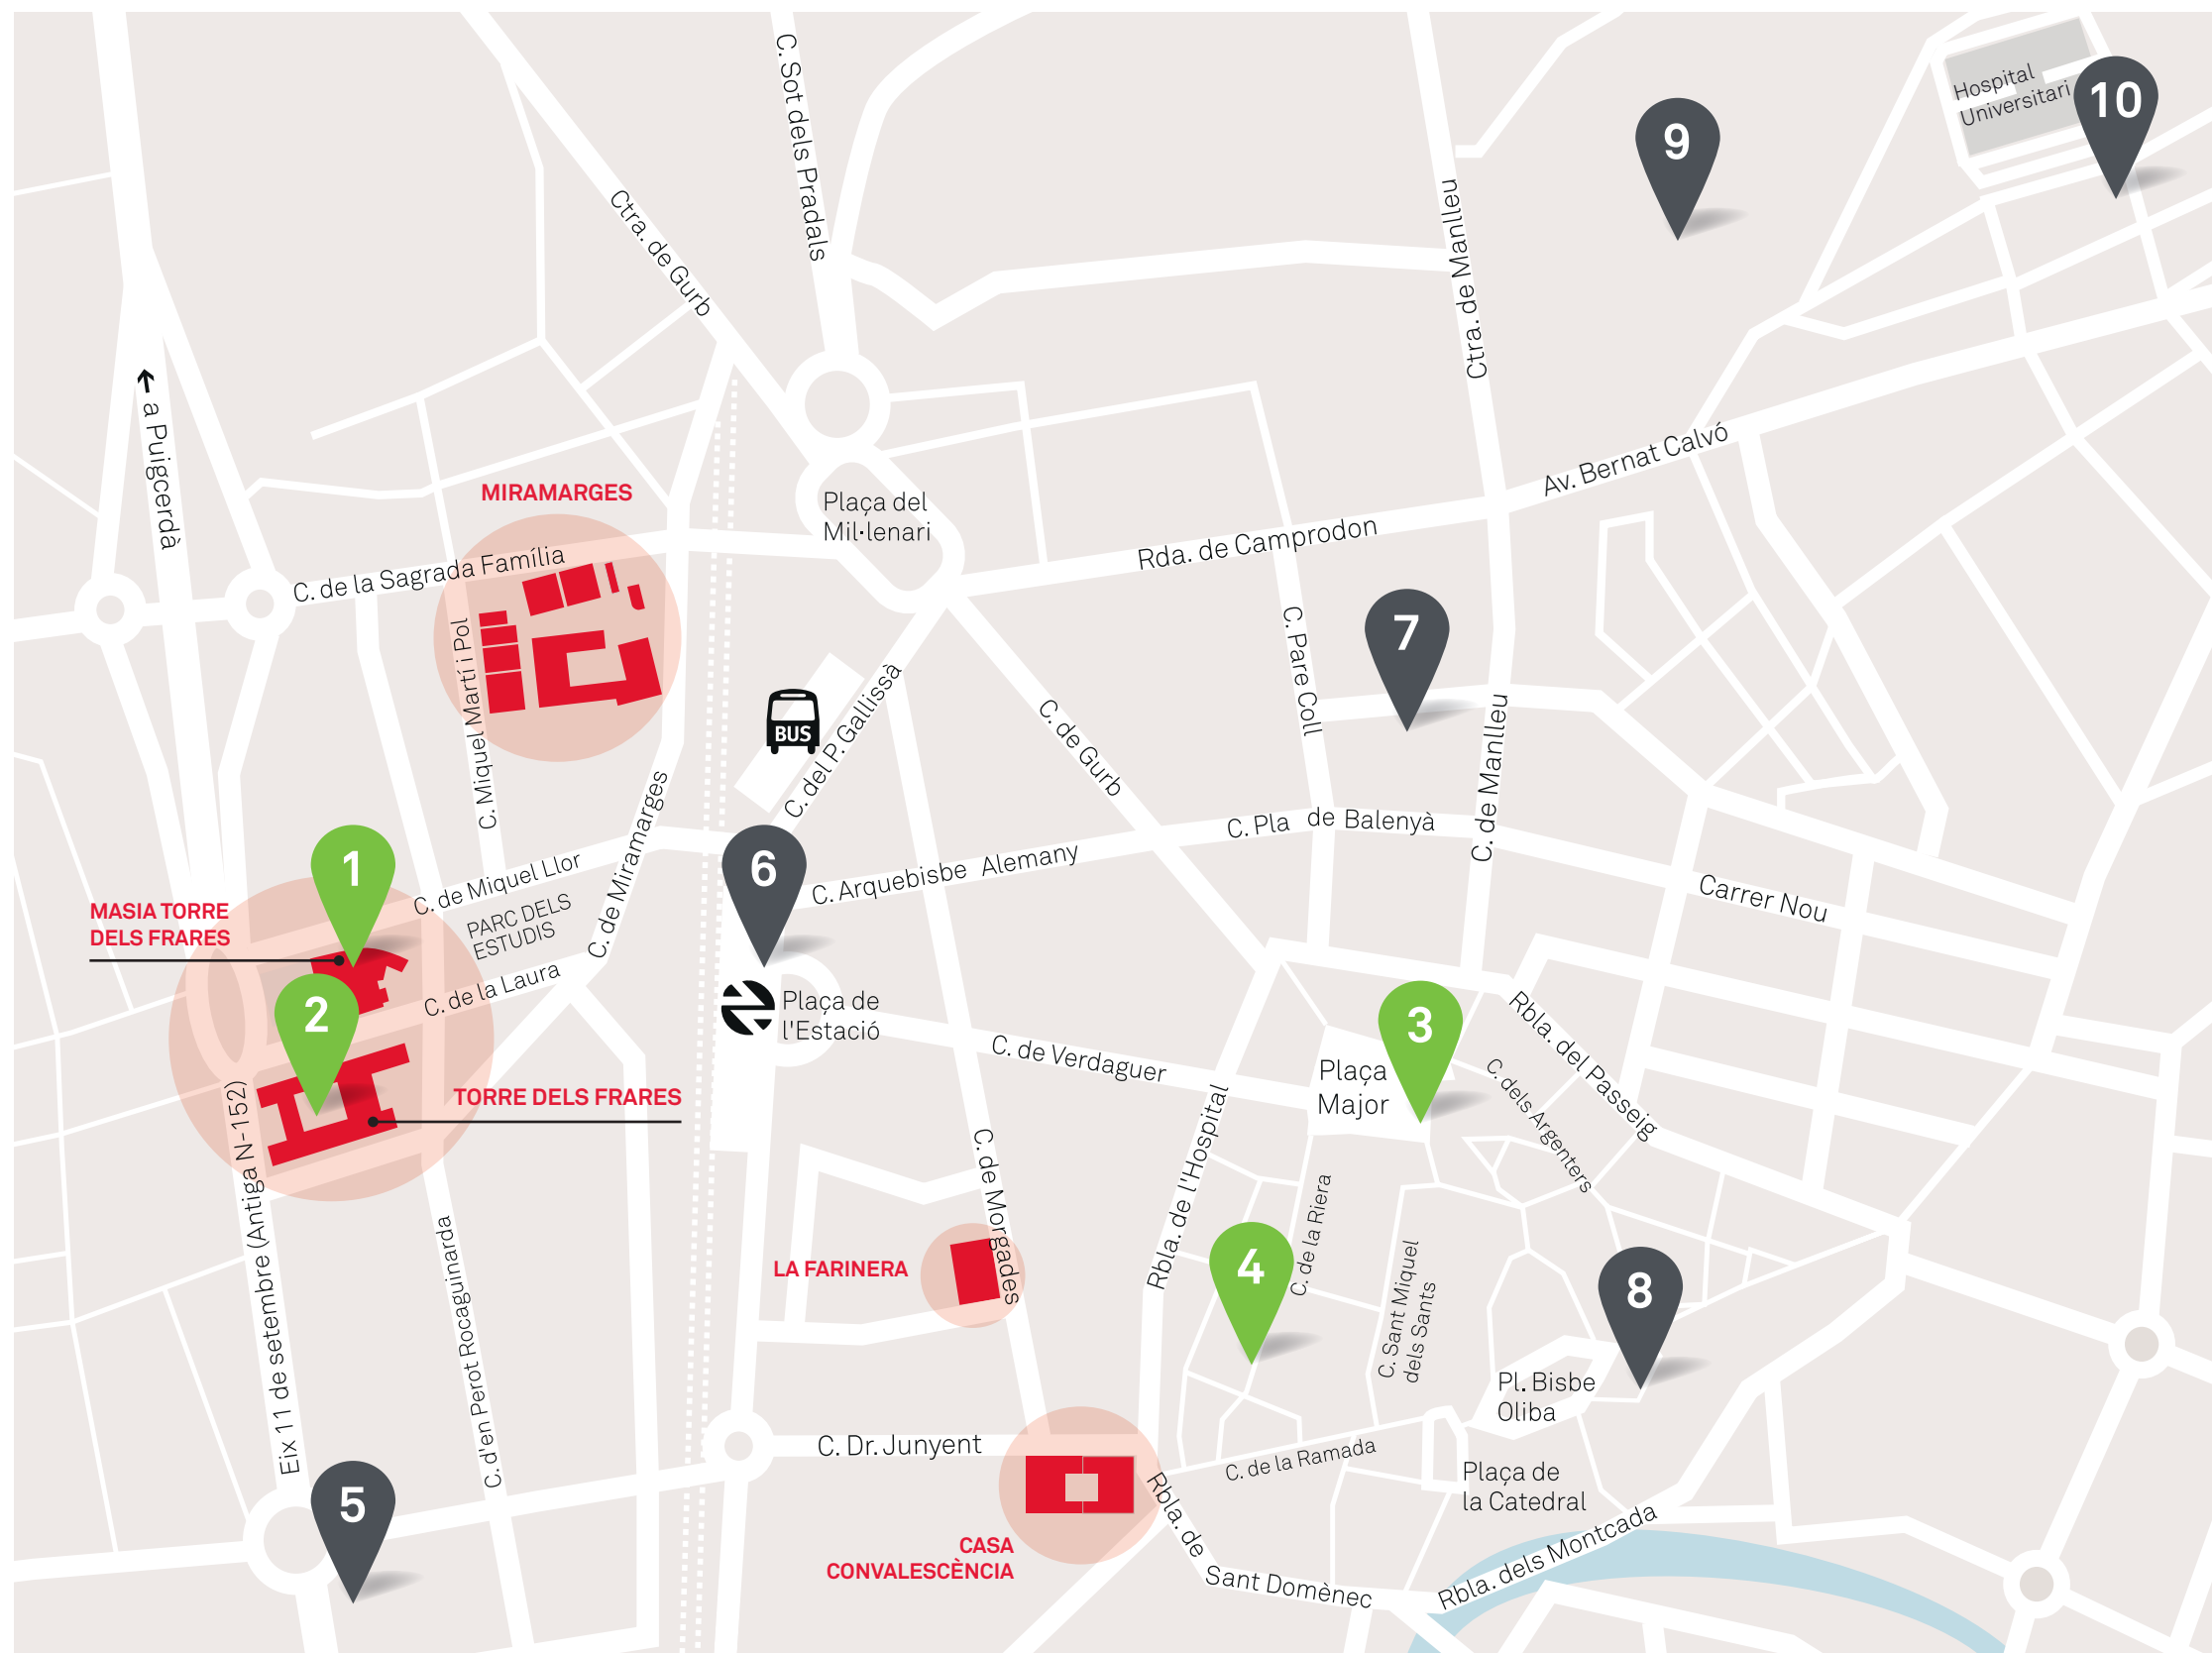 C. Sot dels Pradals
Hospital
Universitari
10
9
Ctra. de Gurb
Ctra. de Manlleu
a Puigcerdà
Av. Bernat Calvó
MIRAMARGES
Plaça del
Mil·lenari
Rda. de Camprodon
C. de la Sagrada Família
C. Miquel Martí i Pol
7
C. Pare Coll
BUS
C. del P. Gallissà
C. de Gurb
C. de Manlleu
C. Pla de Balenyà
1
6
C. de Miquel Llor
C. de Miramarges
C. Arquebisbe Alemany
Carrer Nou
MASIA TORRE
DELS FRARES
PARC DELS
ESTUDIS
C. de la Laura
2
Plaça de
l'Estació
3
Rbla. del Passeig
C. de Verdaguer
Plaça
Major
C. dels Argenters
TORRE DELS FRARES
Eix 11 de setembre (Antiga N-152)
C. d'en Perot Rocaguinarda
C. de Morgades
Rbla. de l'Hospital
C. de la Riera
4
C. Sant Miquel
dels Sants
8
LA FARINERA
Pl. Bisbe
Oliba
C. Dr. Junyent
C. de la Ramada
Plaça de
la Catedral
5
CASA
CONVALESCÈNCIA
Rbla. de Sant Domènec
Rbla. dels Montcada